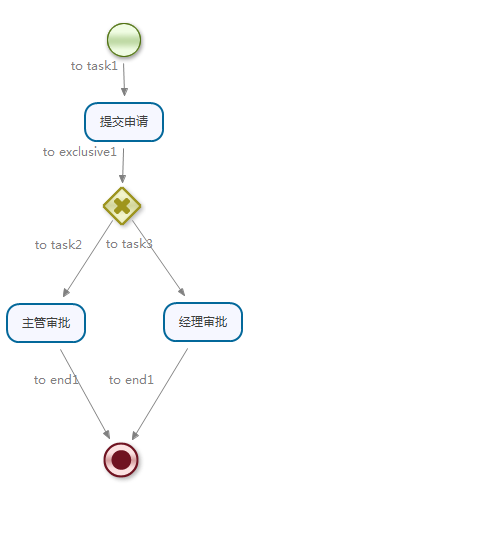 to task1
提交申请
to exclusive1
to task2
to task3
主管审批
经理审批
to end1
to end1